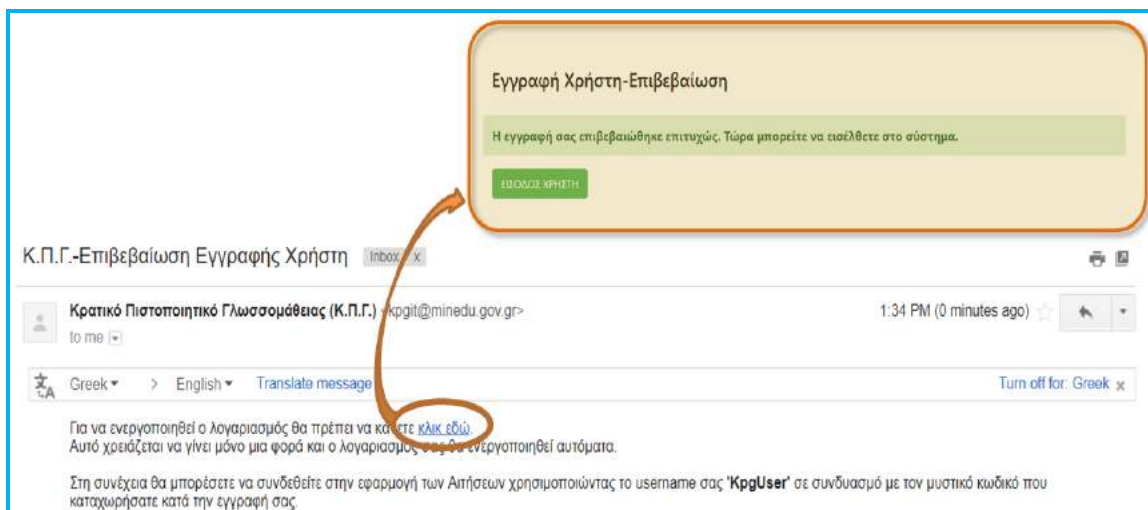 Εγγραφή Χρήστη-Επιβεβαίωση
Η εγγραφή σας επιβεβαιώθηκε επιτυχώς. Τώρα μπορείτε να εισέλθετε στο σύστημα.
ΕΙΣΟΔΟΣ ΧΡΗΣΤΗ
Κ.Π.Γ.-Επιβεβαίωση Εγγραφής Χρήστη Inbox x
Κρατικό Πιστοποιητικό Γλωσσομάθειας (Κ.Π.Γ.) <kpgit@minedu.gov.gr> 1:34 PM (0 minutes ago)
to me
Greek > English Translate message Turn off for: Greek x
Για να ενεργοποιηθεί ο λογαριασμός θα πρέπει να κάνετε κλικ εδώ.
Αυτό χρειάζεται να γίνει μόνο μια φορά και ο λογαριασμός σας θα ενεργοποιηθεί αυτόματα.
Στη συνέχεια θα μπορέσετε να συνδεθείτε στην εφαρμογή των Αιτήσεων χρησιμοποιώντας το username σας 'KpgUser' σε συνδυασμό με τον μυστικό κωδικό που
καταχωρήσατε κατά την εγγραφή σας.